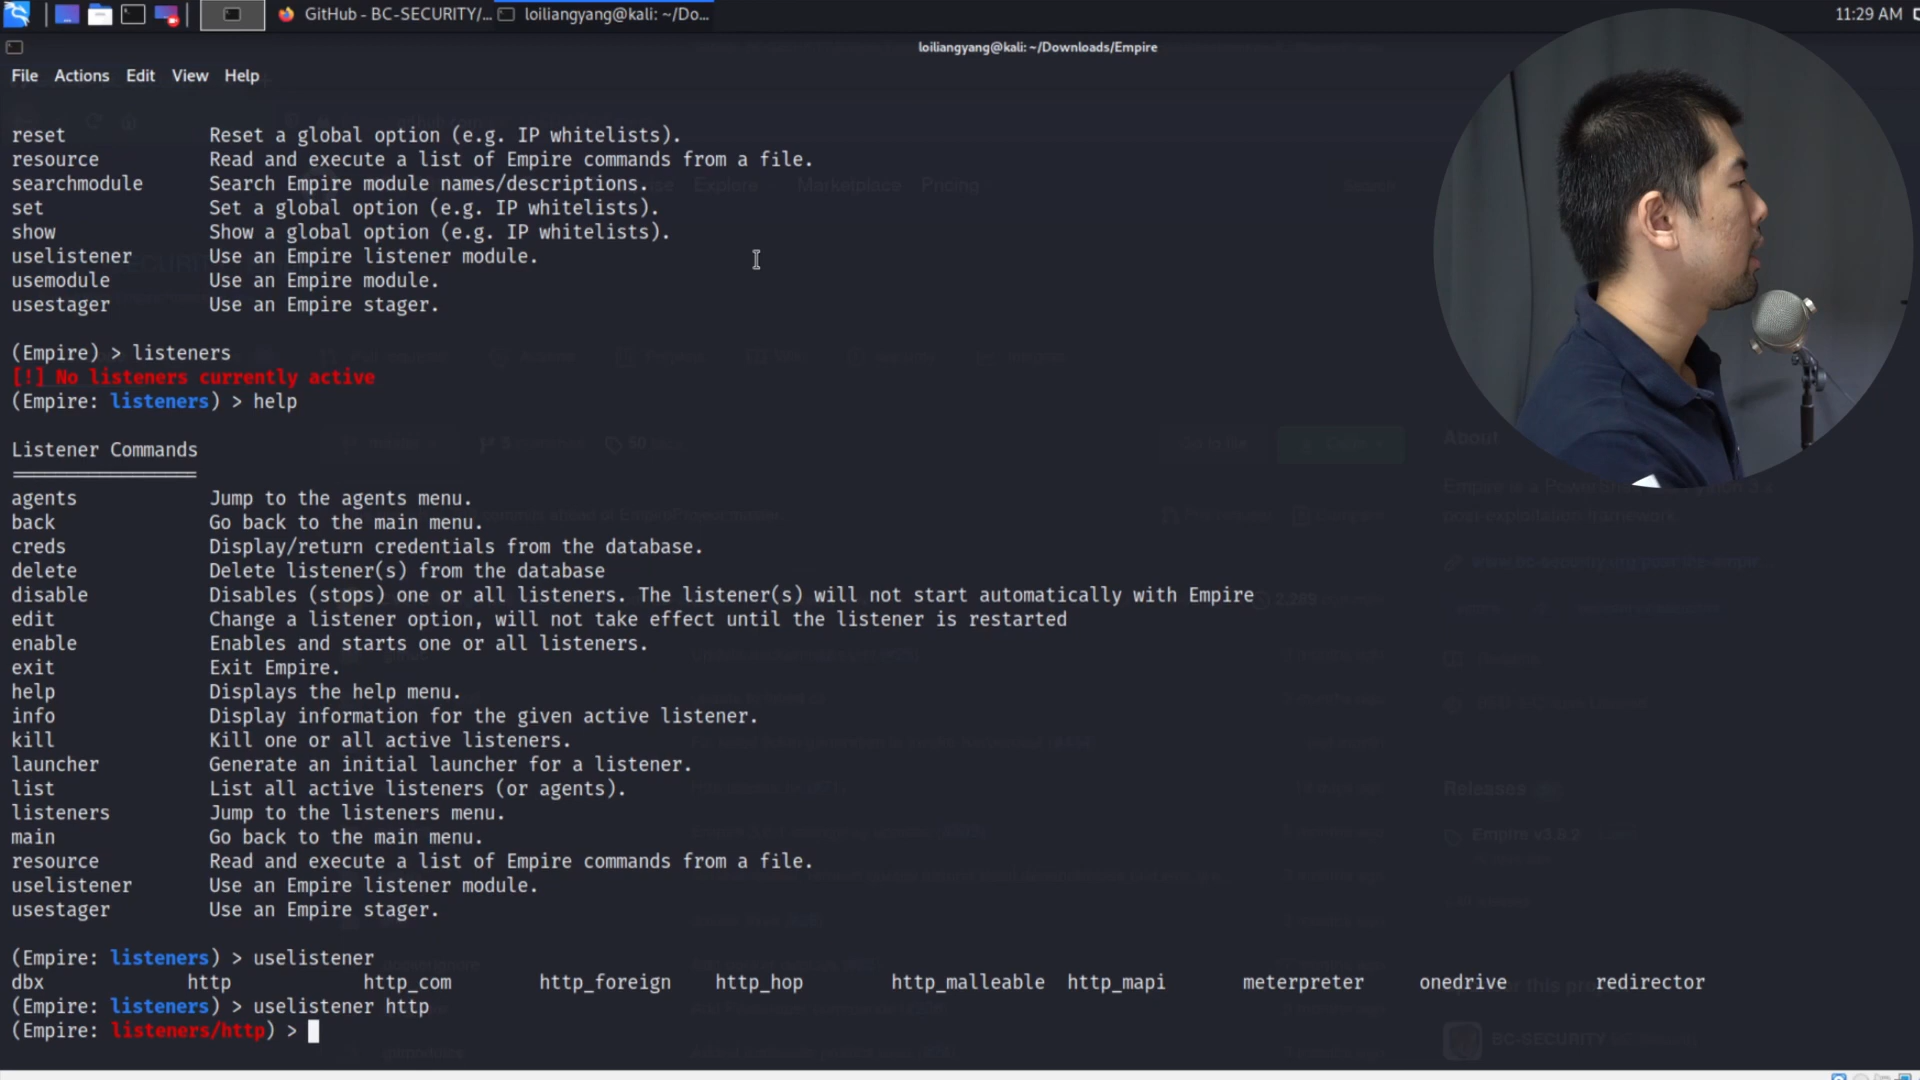 GitHub - BC-SECURITY/... loiliangyang@kali: ~/Do... 11:29 AM
loiliangyang@kali: ~/Downloads/Empire
File Actions Edit View Help
reset Reset a global option (e.g. IP whitelists).
resource Read and execute a list of Empire commands from a file.
searchmodule Search Empire module names/descriptions.
set Set a global option (e.g. IP whitelists).
show Show a global option (e.g. IP whitelists).
uselistener Use an Empire listener module.
usemodule Use an Empire module.
usestager Use an Empire stager.
(Empire) > listeners
[!] No listeners currently active
(Empire: listeners) > help
Listener Commands
agents Jump to the agents menu.
back Go back to the main menu.
creds Display/return credentials from the database.
delete Delete listener(s) from the database
disable Disables (stops) one or all listeners. The listener(s) will not start automatically with Empire
edit Change a listener option, will not take effect until the listener is restarted
enable Enables and starts one or all listeners.
exit Exit Empire.
help Displays the help menu.
info Display information for the given active listener.
kill Kill one or all active listeners.
launcher Generate an initial launcher for a listener.
list List all active listeners (or agents).
listeners Jump to the listeners menu.
main Go back to the main menu.
resource Read and execute a list of Empire commands from a file.
uselistener Use an Empire listener module.
usestager Use an Empire stager.
(Empire: listeners) > uselistener
dbx http http_com http_foreign http_hop http_malleable http_mapi meterpreter onedrive redirector
(Empire: listeners) > uselistener http
(Empire: listeners/http) >